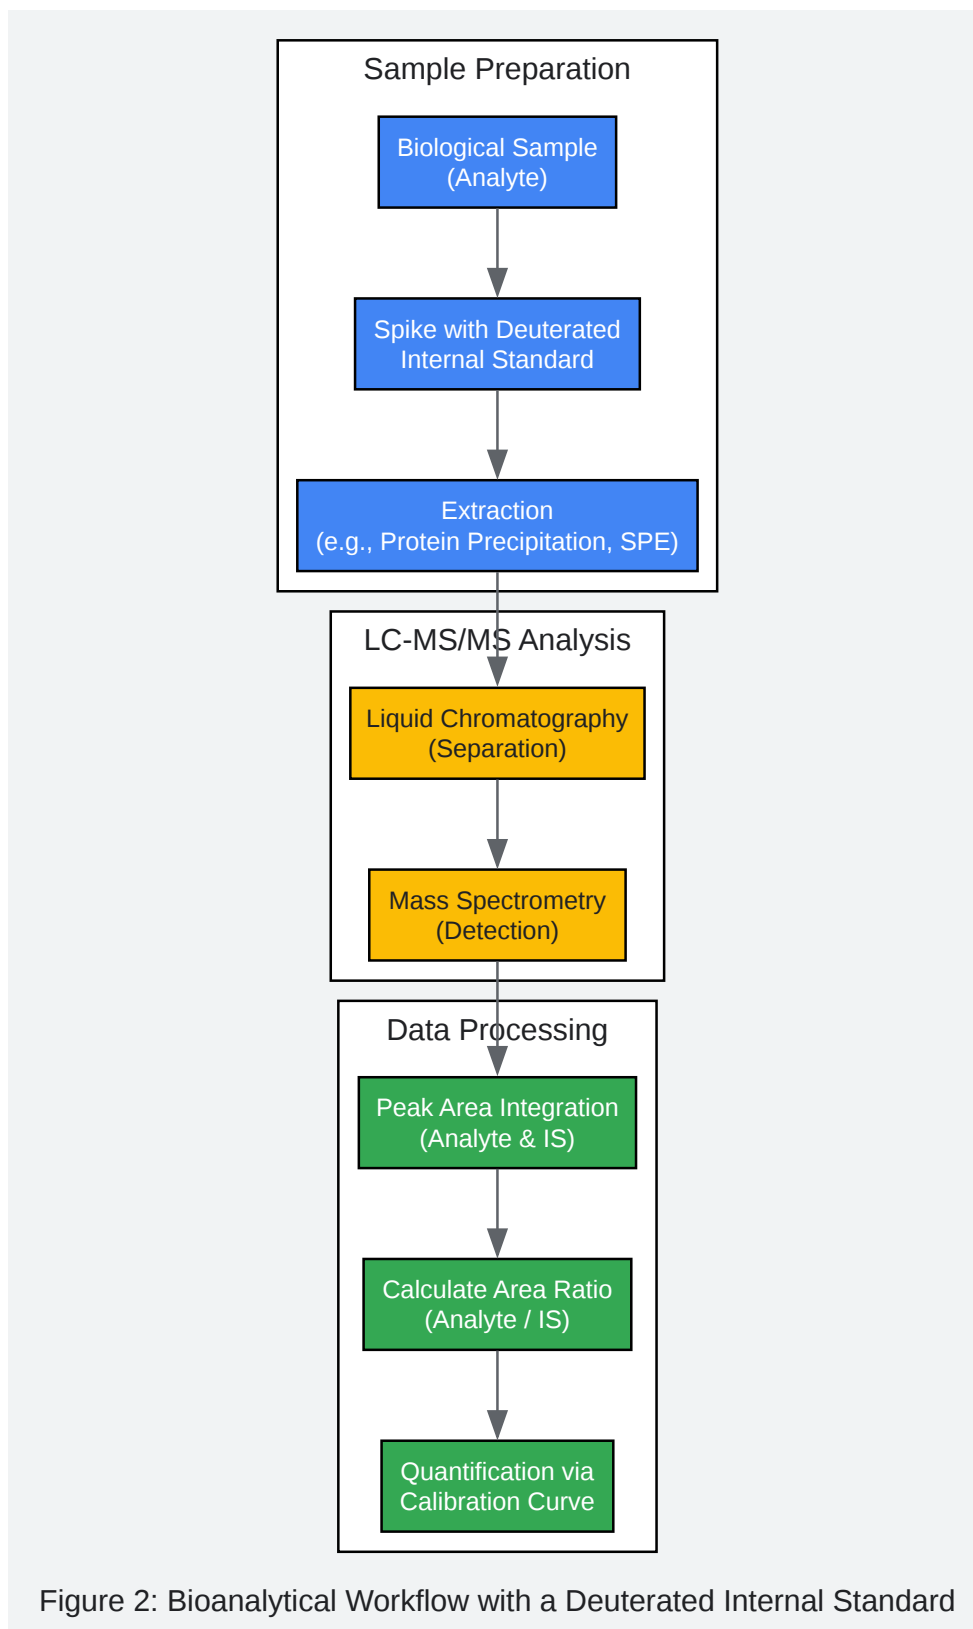 Sample Preparation
Biological Sample
(Analyte)
Spike with Deuterated
Internal Standard
Extraction
(e.g., Protein Precipitation, SPE)
LC-MS/MS Analysis
Liquid Chromatography
(Separation)
Mass Spectrometry
(Detection)
Data Processing
Peak Area Integration
(Analyte & IS)
Calculate Area Ratio
(Analyte / IS)
Quantification via
Calibration Curve
Figure 2: Bioanalytical Workflow with a Deuterated Internal Standard